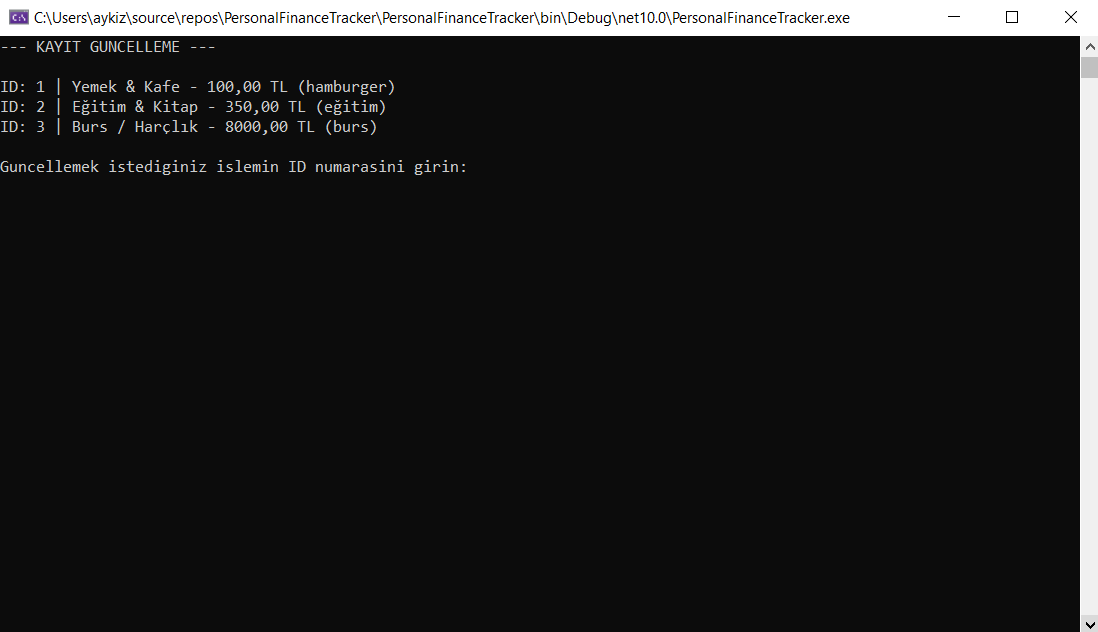 C:\Users\aykiz\source\repos\PersonalFinanceTracker\PersonalFinanceTracker\bin\Debug\net10.0\PersonalFinanceTracker.exe
--- KAYIT GUNCELLEME ---
ID: 1 | Yemek & Kafe - 100,00 TL (hamburger)
ID: 2 | Eğitim & Kitap - 350,00 TL (eğitim)
ID: 3 | Burs / Harçlık - 8000,00 TL (burs)
Guncellemek istediginiz islemin ID numarasini girin: